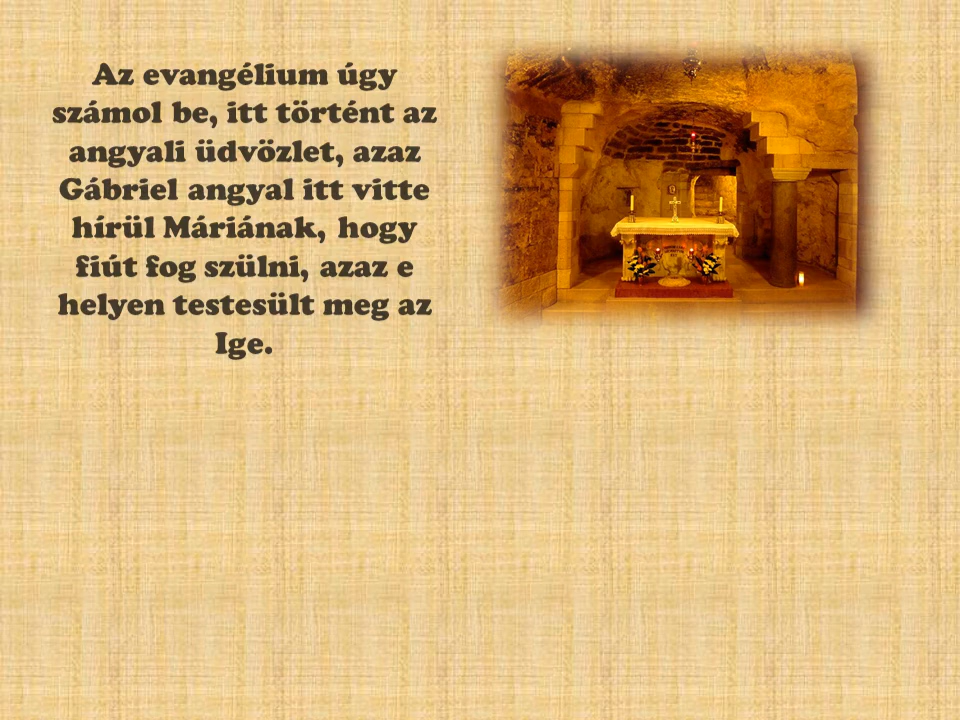 Az evangélium úgy
számol be, itt történt az
angyali üdvözlet, azaz
Gábriel angyal itt vitte
hírül Máriának, hogy
fiút fog szülni, azaz e
helyen testesült meg az
Ige.